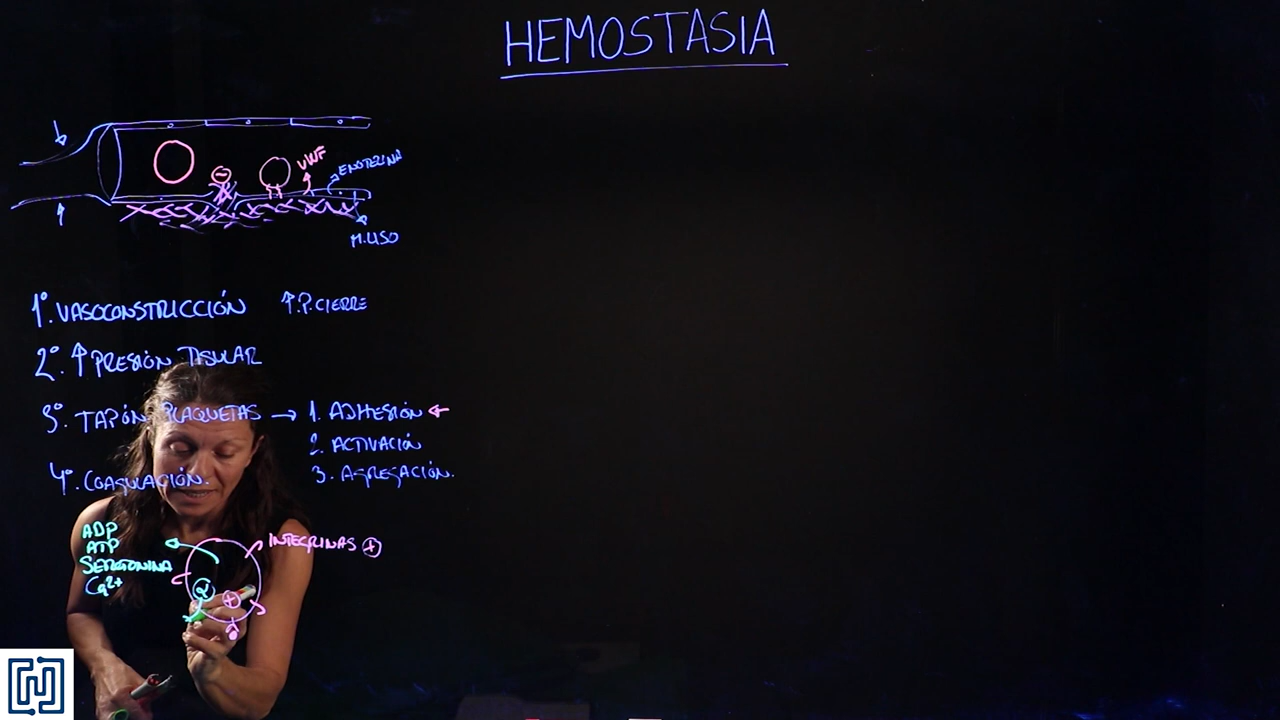 HEMOSTASIA
VWF
ENDOTELINA
M.LISO
1º. VASOCONSTRICCIÓN ↑.P.CIERRE
2º. ↑ PRESIÓN TISULAR
3º. TAPÓN PLAQUETAS → 1. ADHESIÓN ←
2. ACTIVACIÓN
3. AGREGACIÓN.
4º. COAGULACIÓN.
ADP
ATP
SEROTONINA
Ca2+
INTEGRINAS +
α
+